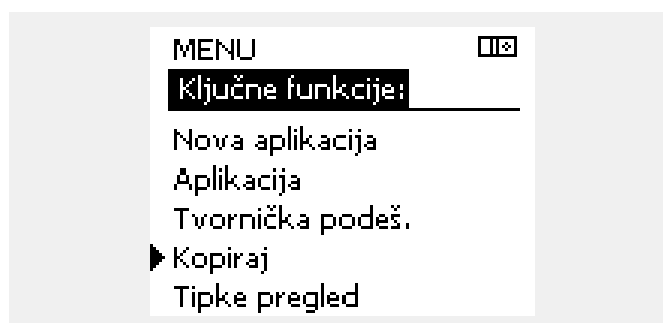 MENU
Ključne funkcije:
Nova aplikacija
Aplikacija
Tvornička podeš.
Kopiraj
Tipke pregled